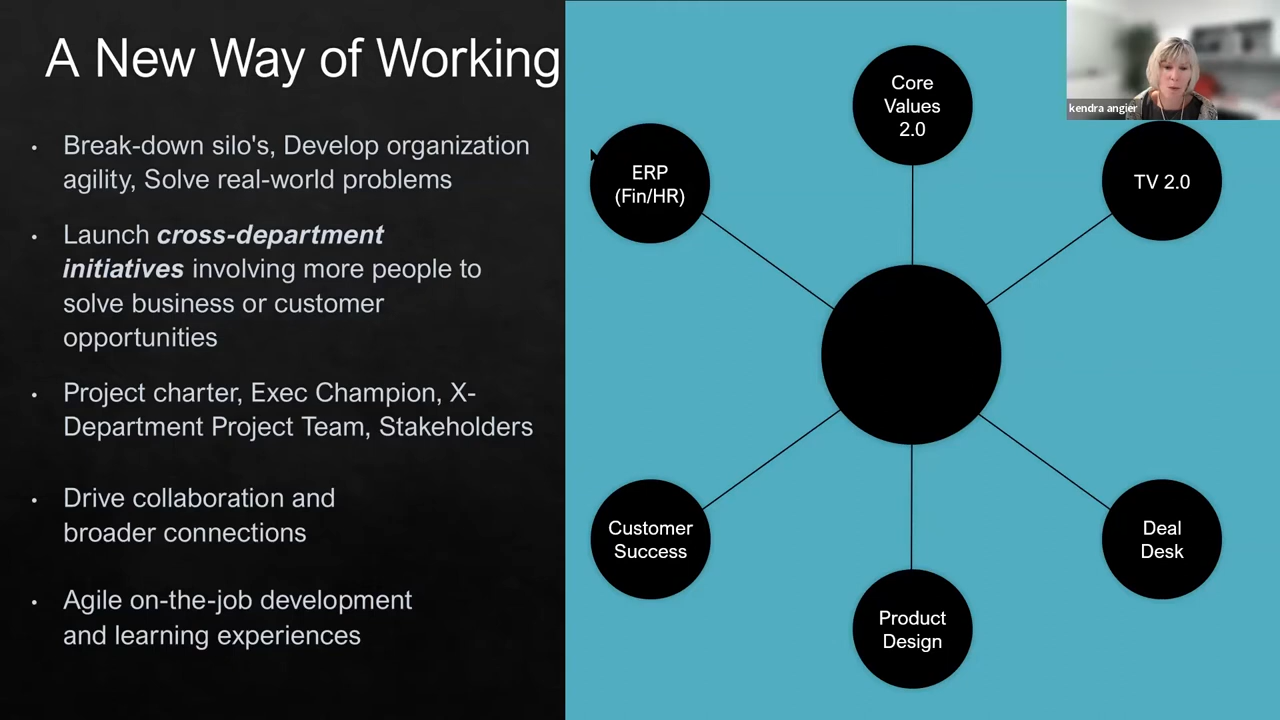 A New Way of Working
• Break-down silo's, Develop organization
agility, Solve real-world problems
• Launch cross-department
initiatives involving more people to
solve business or customer
opportunities
• Project charter, Exec Champion, X-
Department Project Team, Stakeholders
• Drive collaboration and
broader connections
• Agile on-the-job development
and learning experiences
Core
Values
2.0
kendra angier
ERP
(Fin/HR)
TV 2.0
Customer
Success
Deal
Desk
Product
Design